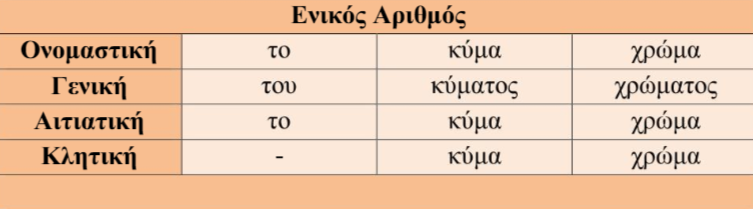 Ενικός Αριθμός
Ονομαστική το κύμα χρώμα
Γενική του κύματος χρώματος
Αιτιατική το κύμα χρώμα
Κλητική - κύμα χρώμα